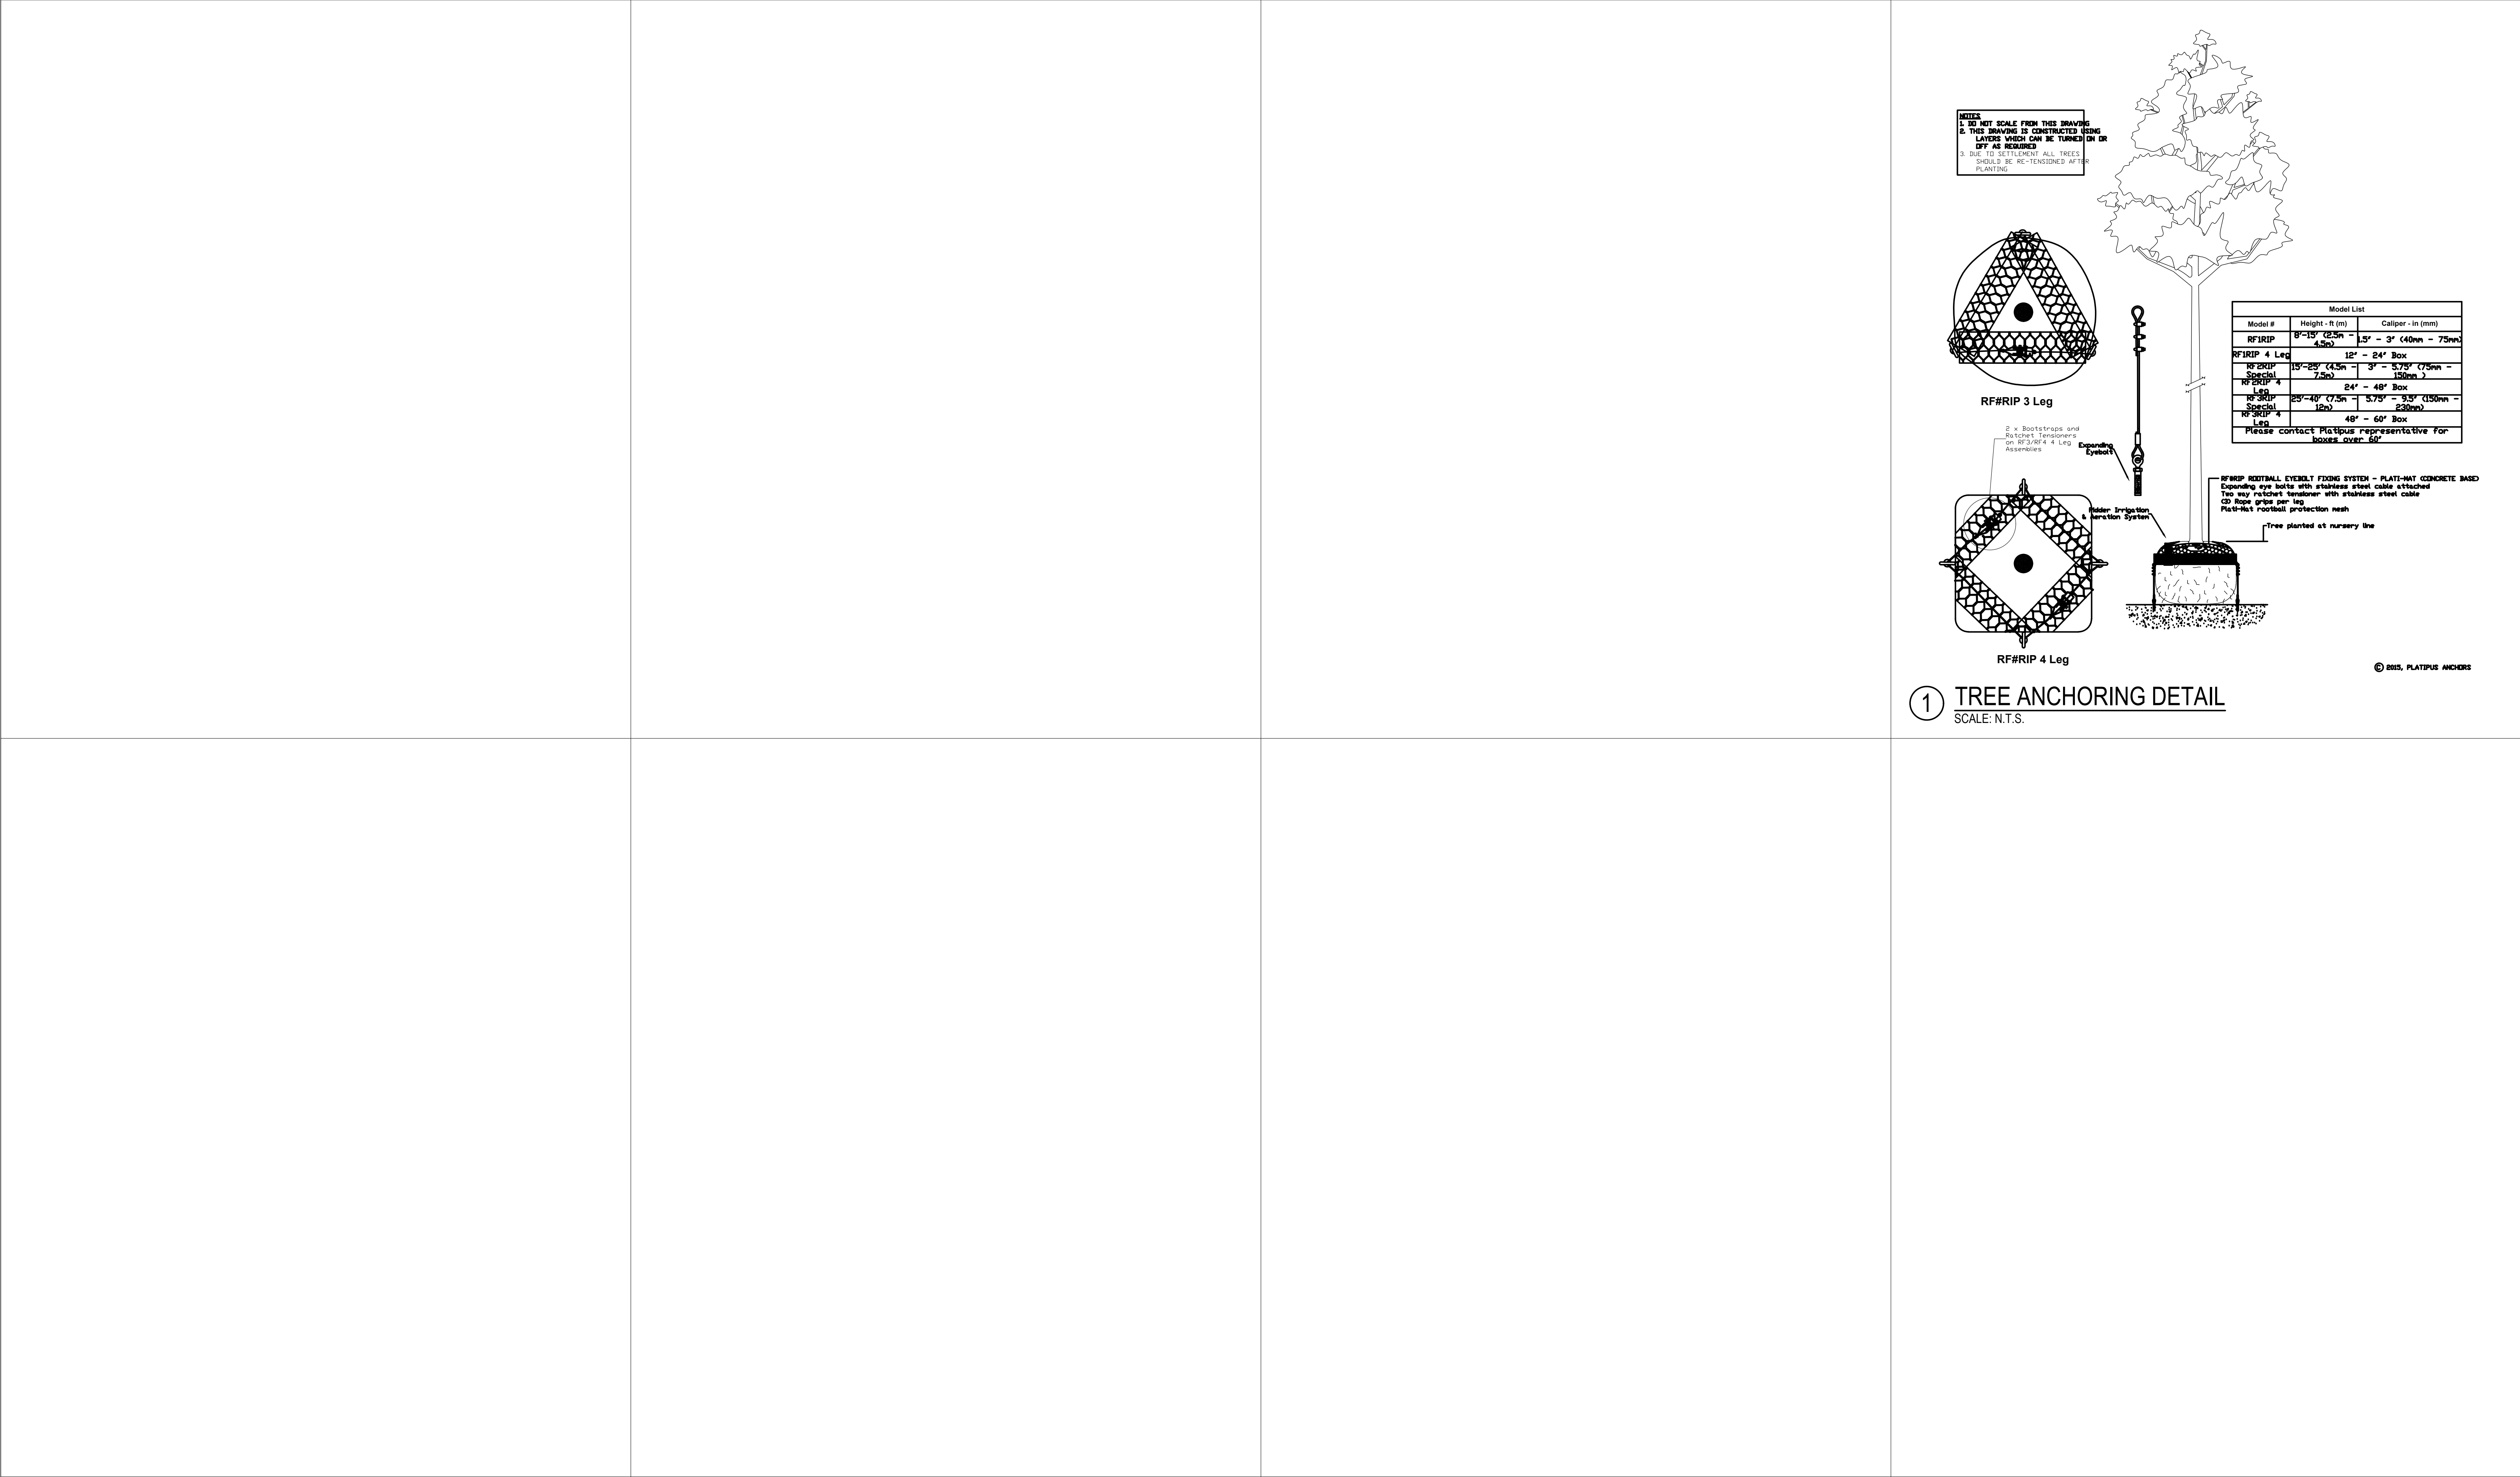 NOTES
1. DO NOT SCALE FROM THIS DRAWING
2. THIS DRAWING IS CONSTRUCTED USING
LAYERS WHICH CAN BE TURNED ON OR
OFF AS REQUIRED
3. DUE TO SETTLEMENT ALL TREES
SHOULD BE RE-TENSIONED AFTER
PLANTING
RF#RIP 3 Leg
Model List
Model # Height - ft (m) Caliper - in (mm)
RF1RIP 8'-15' (2.5m - 4.5m) 1.5" - 3" (40mm - 75mm)
RF1RIP 4 Leg 12" - 24" Box
RF2RIP Special 15'-25' (4.5m - 7.5m) 3" - 5.75" (75mm - 150mm )
RF2RIP 4 Leg 24" - 48" Box
RF3RIP Special 25'-40' (7.5m - 12m) 5.75" - 9.5" (150mm - 230mm)
RF3RIP 4 Leg 48" - 60" Box
Please contact Platipus representative for
boxes over 60"
2 x Bootstraps and
Ratchet Tensioners
on RF3/RF4 4 Leg
Assemblies
Expanding
Eyebolt
Pidder Irrigation
& Aeration System
RF#RIP ROOTBALL EYEBOLT FIXING SYSTEM - PLATI-MAT (CONCRETE BASE)
Expanding eye bolts with stainless steel cable attached
Two way ratchet tensioner with stainless steel cable
(3) Rope grips per leg
Plati-Mat rootball protection mesh
Tree planted at nursery line
RF#RIP 4 Leg
© 2015, PLATIPUS ANCHORS
1 TREE ANCHORING DETAIL
SCALE: N.T.S.